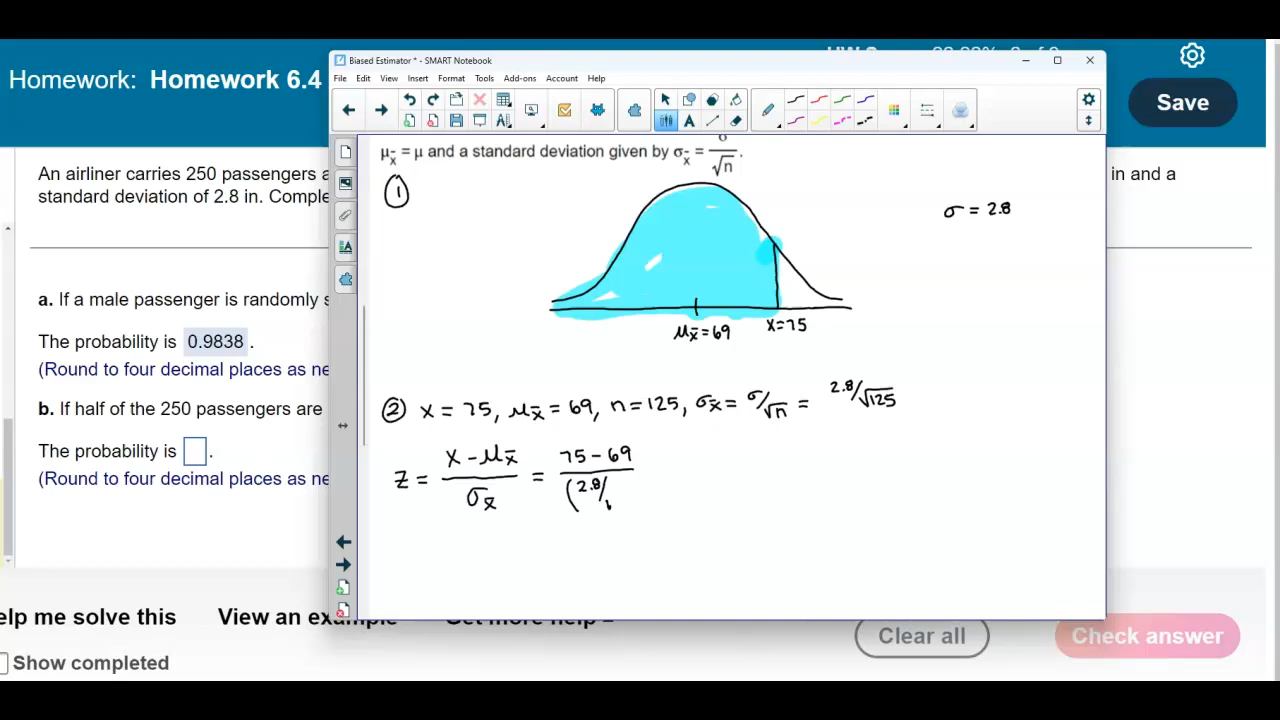 Homework: Homework 6.4
Save
An airliner carries 250 passengers a
in and a
standard deviation of 2.8 in. Comple
a. If a male passenger is randomly s
The probability is 0.9838.
(Round to four decimal places as ne
b. If half of the 250 passengers are
The probability is .
(Round to four decimal places as ne
elp me solve this
View an example
Get more help
Clear all
Check answer
Show completed
Biased Estimator * - SMART Notebook
File Edit View Insert Format Tools Add-ons Account Help
μx̄ = μ and a standard deviation given by σx̄ = σ/√n.
①
σ = 2.8
μx̄ = 69
x = 75
② x = 75, μx̄ = 69, n = 125, σx̄ = σ/√n = 2.8/√125
z = (x − μx̄)/σx̄ = 75 − 69
(2.8/